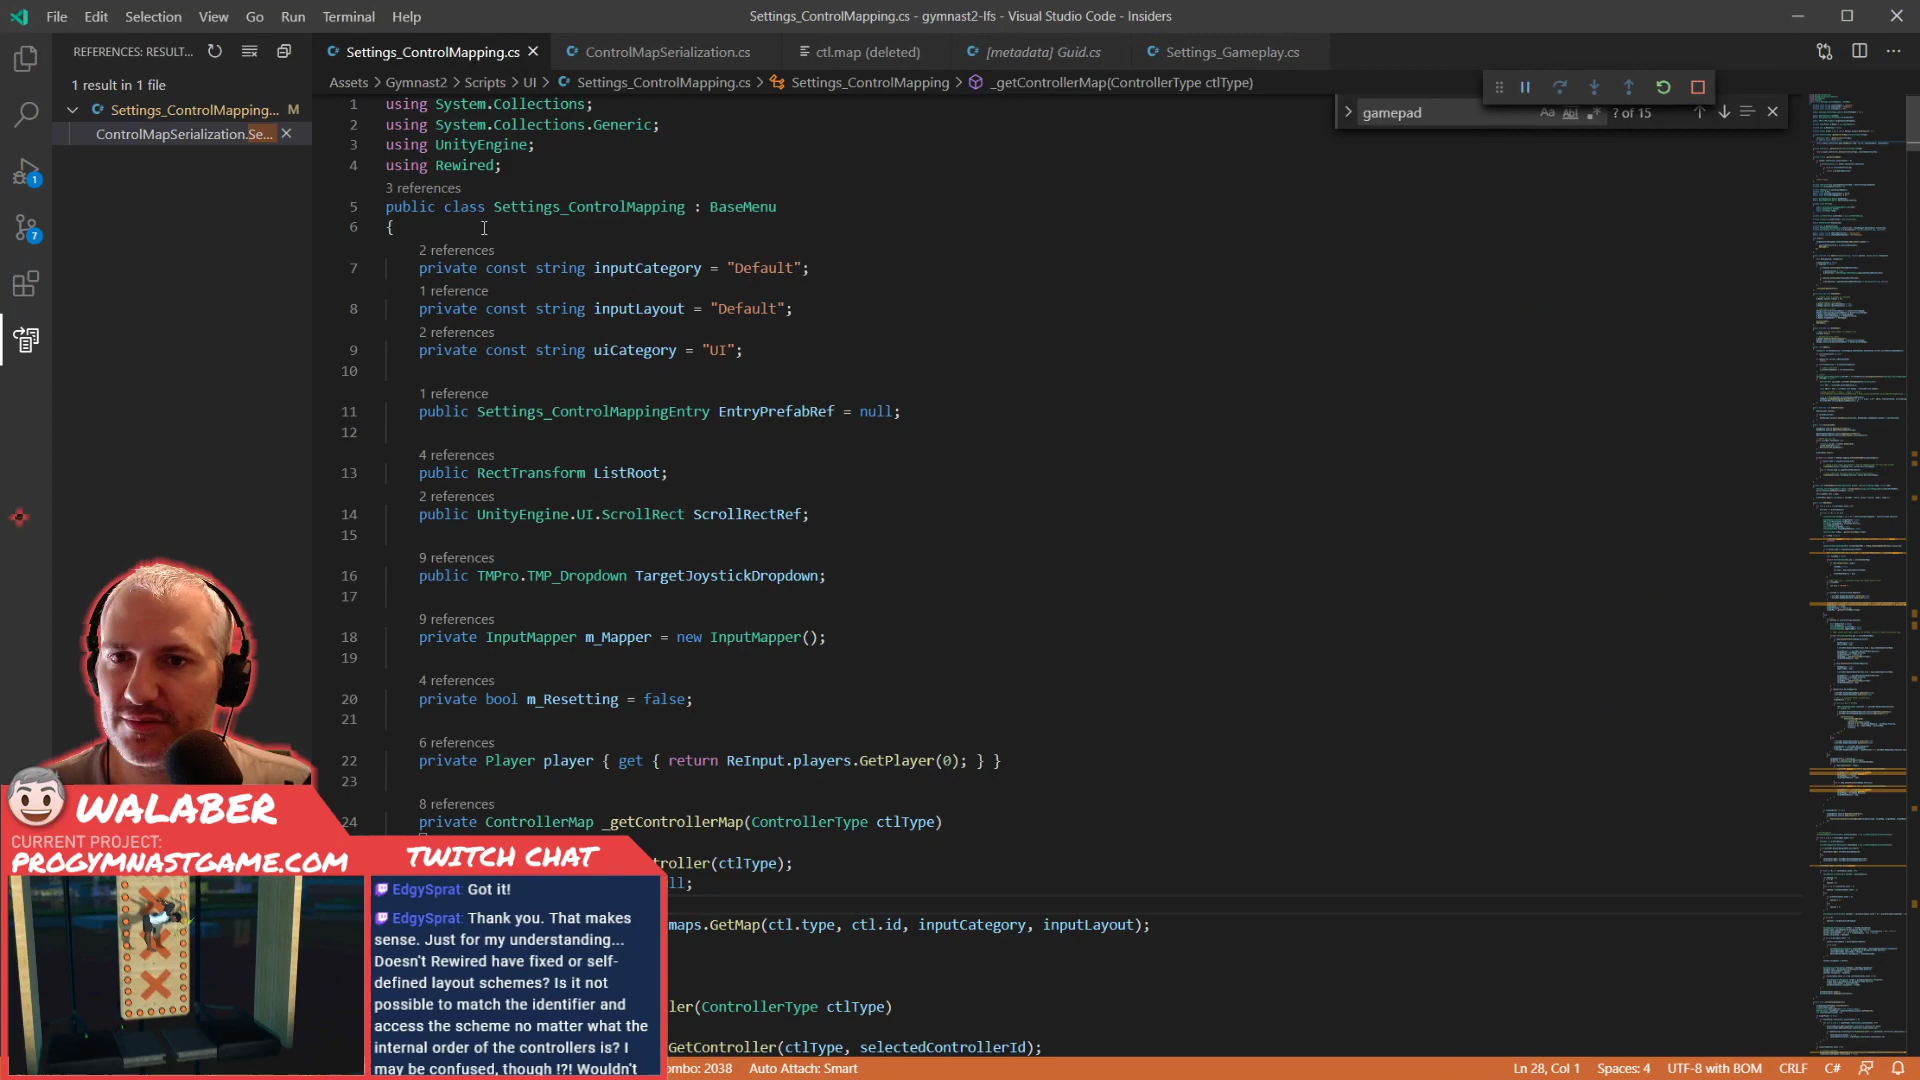 File Edit Selection View Go Run Terminal Help
Settings_ControlMapping.cs - gymnast2-lfs - Visual Studio Code - Insiders
REFERENCES: RESULT...
Settings_ControlMapping.cs ControlMapSerialization.cs ctl.map (deleted) [metadata] Guid.cs Settings_Gameplay.cs
1 result in 1 file
Settings_ControlMapping... M
ControlMapSerialization.Se...
Assets > Gymnast2 > Scripts > UI > Settings_ControlMapping.cs > Settings_ControlMapping > _getControllerMap(ControllerType ctlType)
gamepad Aa Abl ? of 15
1
7
1 using System.Collections;
2 using System.Collections.Generic;
3 using UnityEngine;
4 using Rewired;
3 references
5 public class Settings_ControlMapping : BaseMenu
6 {
2 references
7 private const string inputCategory = "Default";
1 reference
8 private const string inputLayout = "Default";
2 references
9 private const string uiCategory = "UI";
10
1 reference
11 public Settings_ControlMappingEntry EntryPrefabRef = null;
12
4 references
13 public RectTransform ListRoot;
2 references
14 public UnityEngine.UI.ScrollRect ScrollRectRef;
15
9 references
16 public TMPro.TMP_Dropdown TargetJoystickDropdown;
17
9 references
18 private InputMapper m_Mapper = new InputMapper();
19
4 references
20 private bool m_Resetting = false;
21
6 references
22 private Player player { get { return ReInput.players.GetPlayer(0); } }
23
8 references
24 private ControllerMap _getControllerMap(ControllerType ctlType)
troller(ctlType);
ll;
maps.GetMap(ctl.type, ctl.id, inputCategory, inputLayout);
ler(ControllerType ctlType)
GetController(ctlType, selectedControllerId);
WALABER
CURRENT PROJECT:
PROGYMNASTGAME.COM
TWITCH CHAT
EdgySprat: Got it!
EdgySprat: Thank you. That makes
sense. Just for my understanding...
Doesn't Rewired have fixed or self-
defined layout schemes? Is it not
possible to match the identifier and
access the scheme no matter what the
internal order of the controllers is? I
may be confused, though !?! Wouldn't
ombo: 2038 Auto Attach: Smart
Ln 28, Col 1 Spaces: 4 UTF-8 with BOM CRLF C#